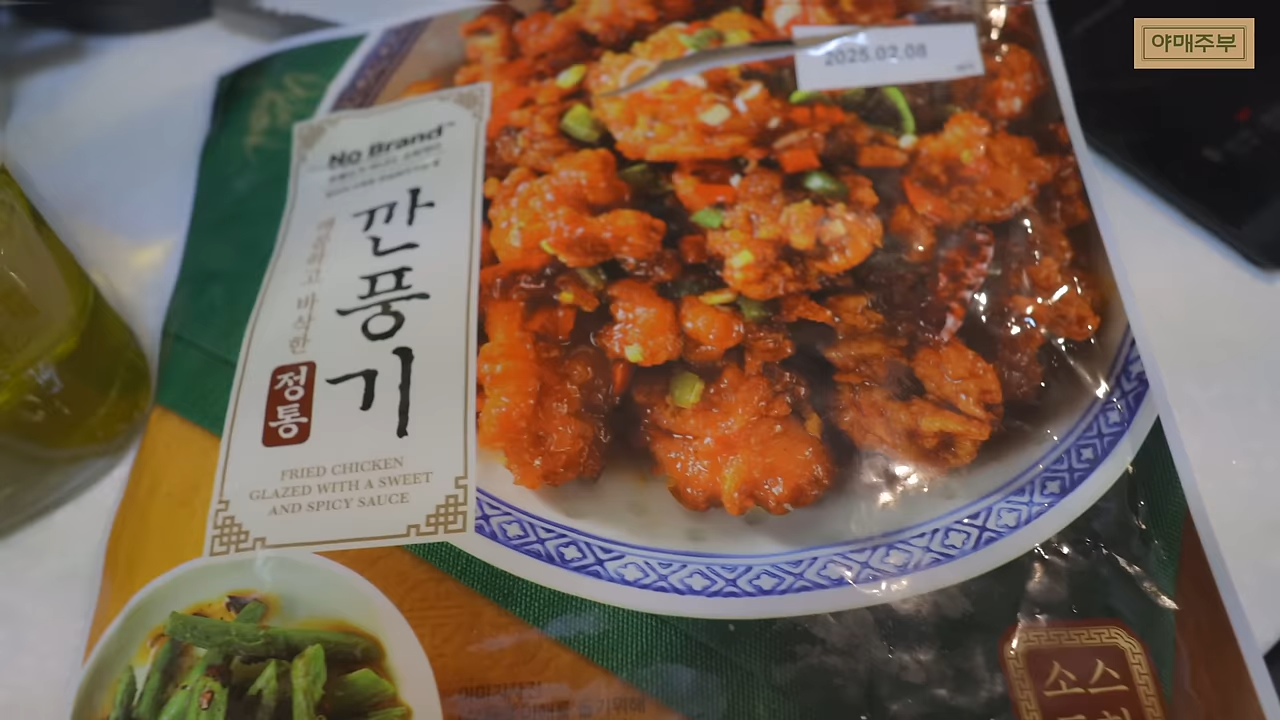 야매주부
2025.02.08
No Brand
깐풍기
매콤하고 바삭한
정통
FRIED CHICKEN
GLAZED WITH A SWEET
AND SPICY SAUCE
소스